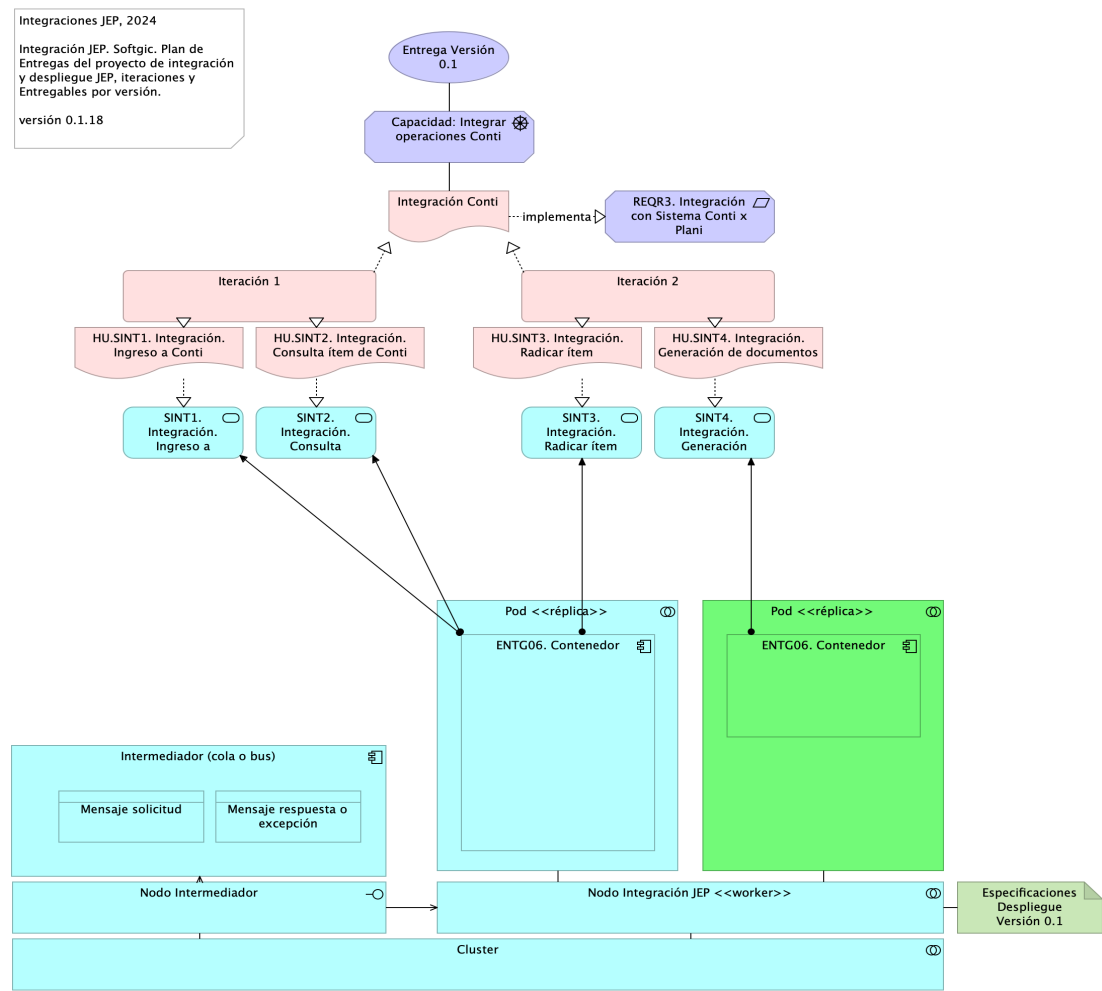 Integraciones JEP, 2024
Integración JEP. Softgic. Plan de
Entregas del proyecto de integración
y despliegue JEP, iteraciones y
Entregables por versión.
versión 0.1.18
Entrega Versión
0.1
Capacidad: Integrar
operaciones Conti
Integración Conti
implementa
REQR3. Integración
con Sistema Conti x
Plani
Iteración 1
Iteración 2
HU.SINT1. Integración.
Ingreso a Conti
HU.SINT2. Integración.
Consulta ítem de Conti
HU.SINT3. Integración.
Radicar ítem
HU.SINT4. Integración.
Generación de documentos
SINT1.
Integración.
Ingreso a
SINT2.
Integración.
Consulta
SINT3.
Integración.
Radicar ítem
SINT4.
Integración.
Generación
Pod <<réplica>>
ENTG06. Contenedor
Pod <<réplica>>
ENTG06. Contenedor
Intermediador (cola o bus)
Mensaje solicitud
Mensaje respuesta o
excepción
Nodo Intermediador
Nodo Integración JEP <<worker>>
Especificaciones
Despliegue
Versión 0.1
Cluster